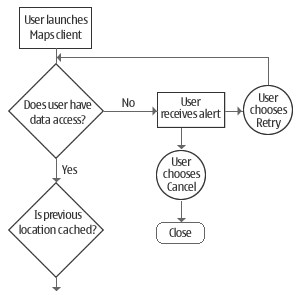 User launches
Maps client
Does user have
data access?
No
User
receives alert
User
chooses
Retry
Yes
User
chooses
Cancel
Is previous
location cached?
Close